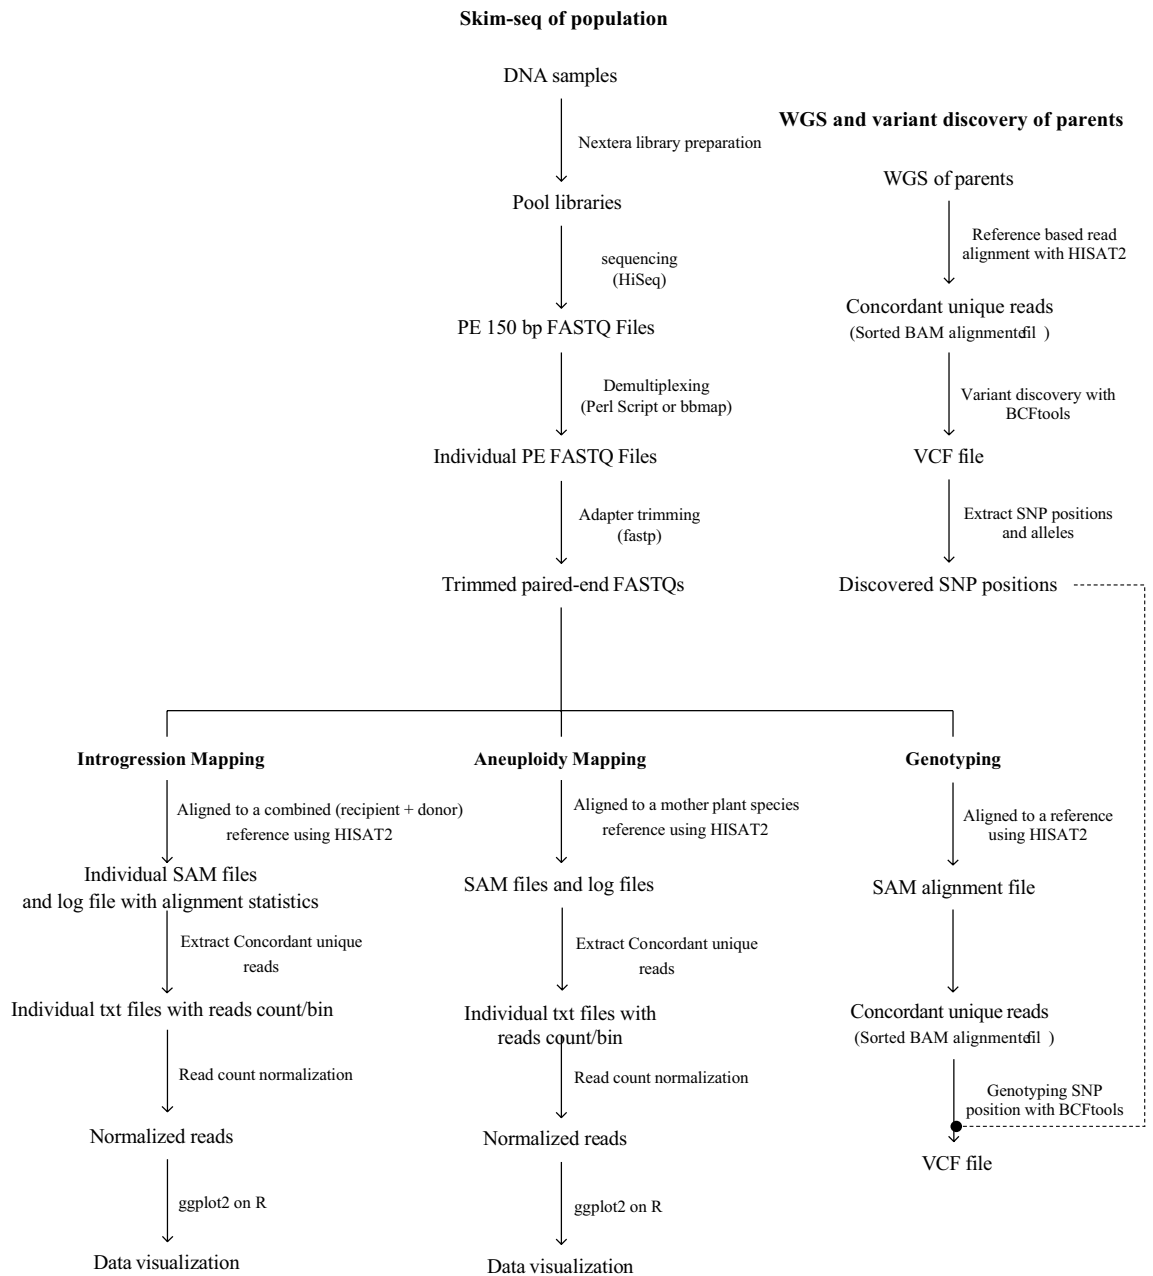 Skim-seq of population
DNA samples
Nextera library preparation
Pool libraries
sequencing
(HiSeq)
PE 150 bp FASTQ Files
Demultiplexing
(Perl Script or bbmap)
Individual PE FASTQ Files
Adapter trimming
(fastp)
Trimmed paired-end FASTQs
WGS and variant discovery of parents
WGS of parents
Reference based read
alignment with HISAT2
Concordant unique reads
(Sorted BAM alignment fil )
Variant discovery with
BCFtools
VCF file
Extract SNP positions
and alleles
Discovered SNP positions
Introgression Mapping
Aligned to a combined (recipient + donor)
reference using HISAT2
Individual SAM files
and log file with alignment statistics
Extract Concordant unique
reads
Individual txt files with reads count/bin
Read count normalization
Normalized reads
ggplot2 on R
Data visualization
Aneuploidy Mapping
Aligned to a mother plant species
reference using HISAT2
SAM files and log files
Extract Concordant unique
reads
Individual txt files with
reads count/bin
Read count normalization
Normalized reads
ggplot2 on R
Data visualization
Genotyping
Aligned to a reference
using HISAT2
SAM alignment file
Concordant unique reads
(Sorted BAM alignment fil )
Genotyping SNP
position with BCFtools
VCF file